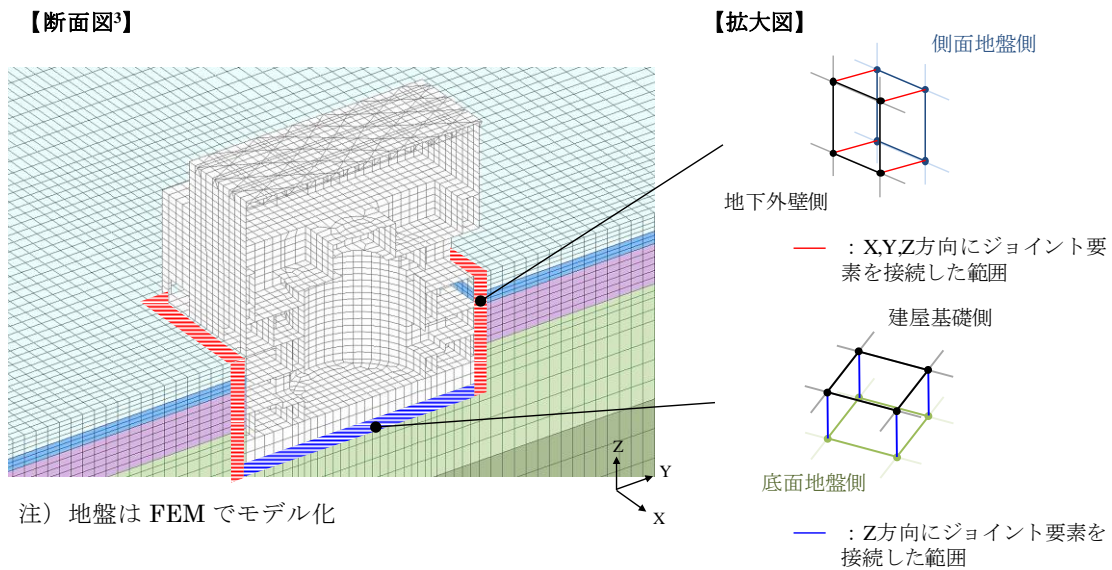 【断面図³】
【拡大図】
側面地盤側
地下外壁側
： X,Y,Z方向にジョイント要
素を接続した範囲
建屋基礎側
底面地盤側
： Z方向にジョイント要素を
接続した範囲
Z
Y
X
注）地盤は FEM でモデル化